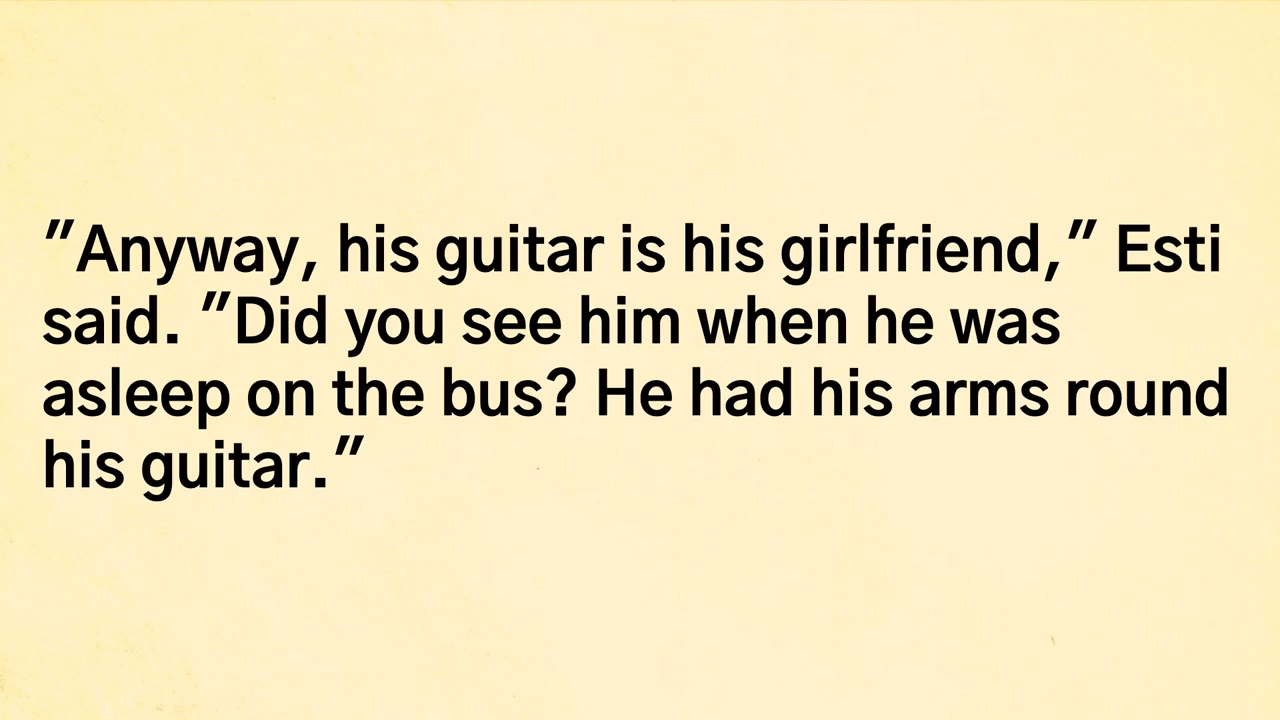 "Anyway, his guitar is his girlfriend," Esti
said. "Did you see him when he was
asleep on the bus? He had his arms round
his guitar."